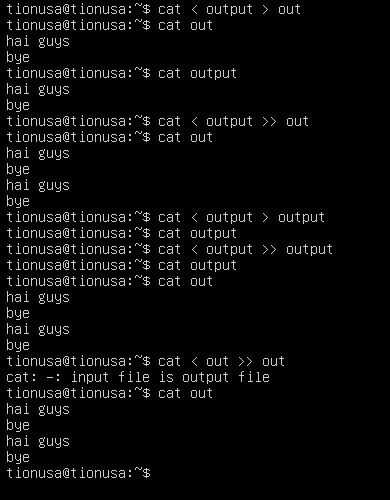 tionusa@tionusa:~$ cat < output > out
tionusa@tionusa:~$ cat out
hai guys
bye
tionusa@tionusa:~$ cat output
hai guys
bye
tionusa@tionusa:~$ cat < output >> out
tionusa@tionusa:~$ cat out
hai guys
bye
hai guys
bye
tionusa@tionusa:~$ cat < output > output
tionusa@tionusa:~$ cat output
tionusa@tionusa:~$ cat < output >> output
tionusa@tionusa:~$ cat output
tionusa@tionusa:~$ cat out
hai guys
bye
hai guys
bye
tionusa@tionusa:~$ cat < out >> out
cat: -: input file is output file
tionusa@tionusa:~$ cat out
hai guys
bye
hai guys
bye
tionusa@tionusa:~$